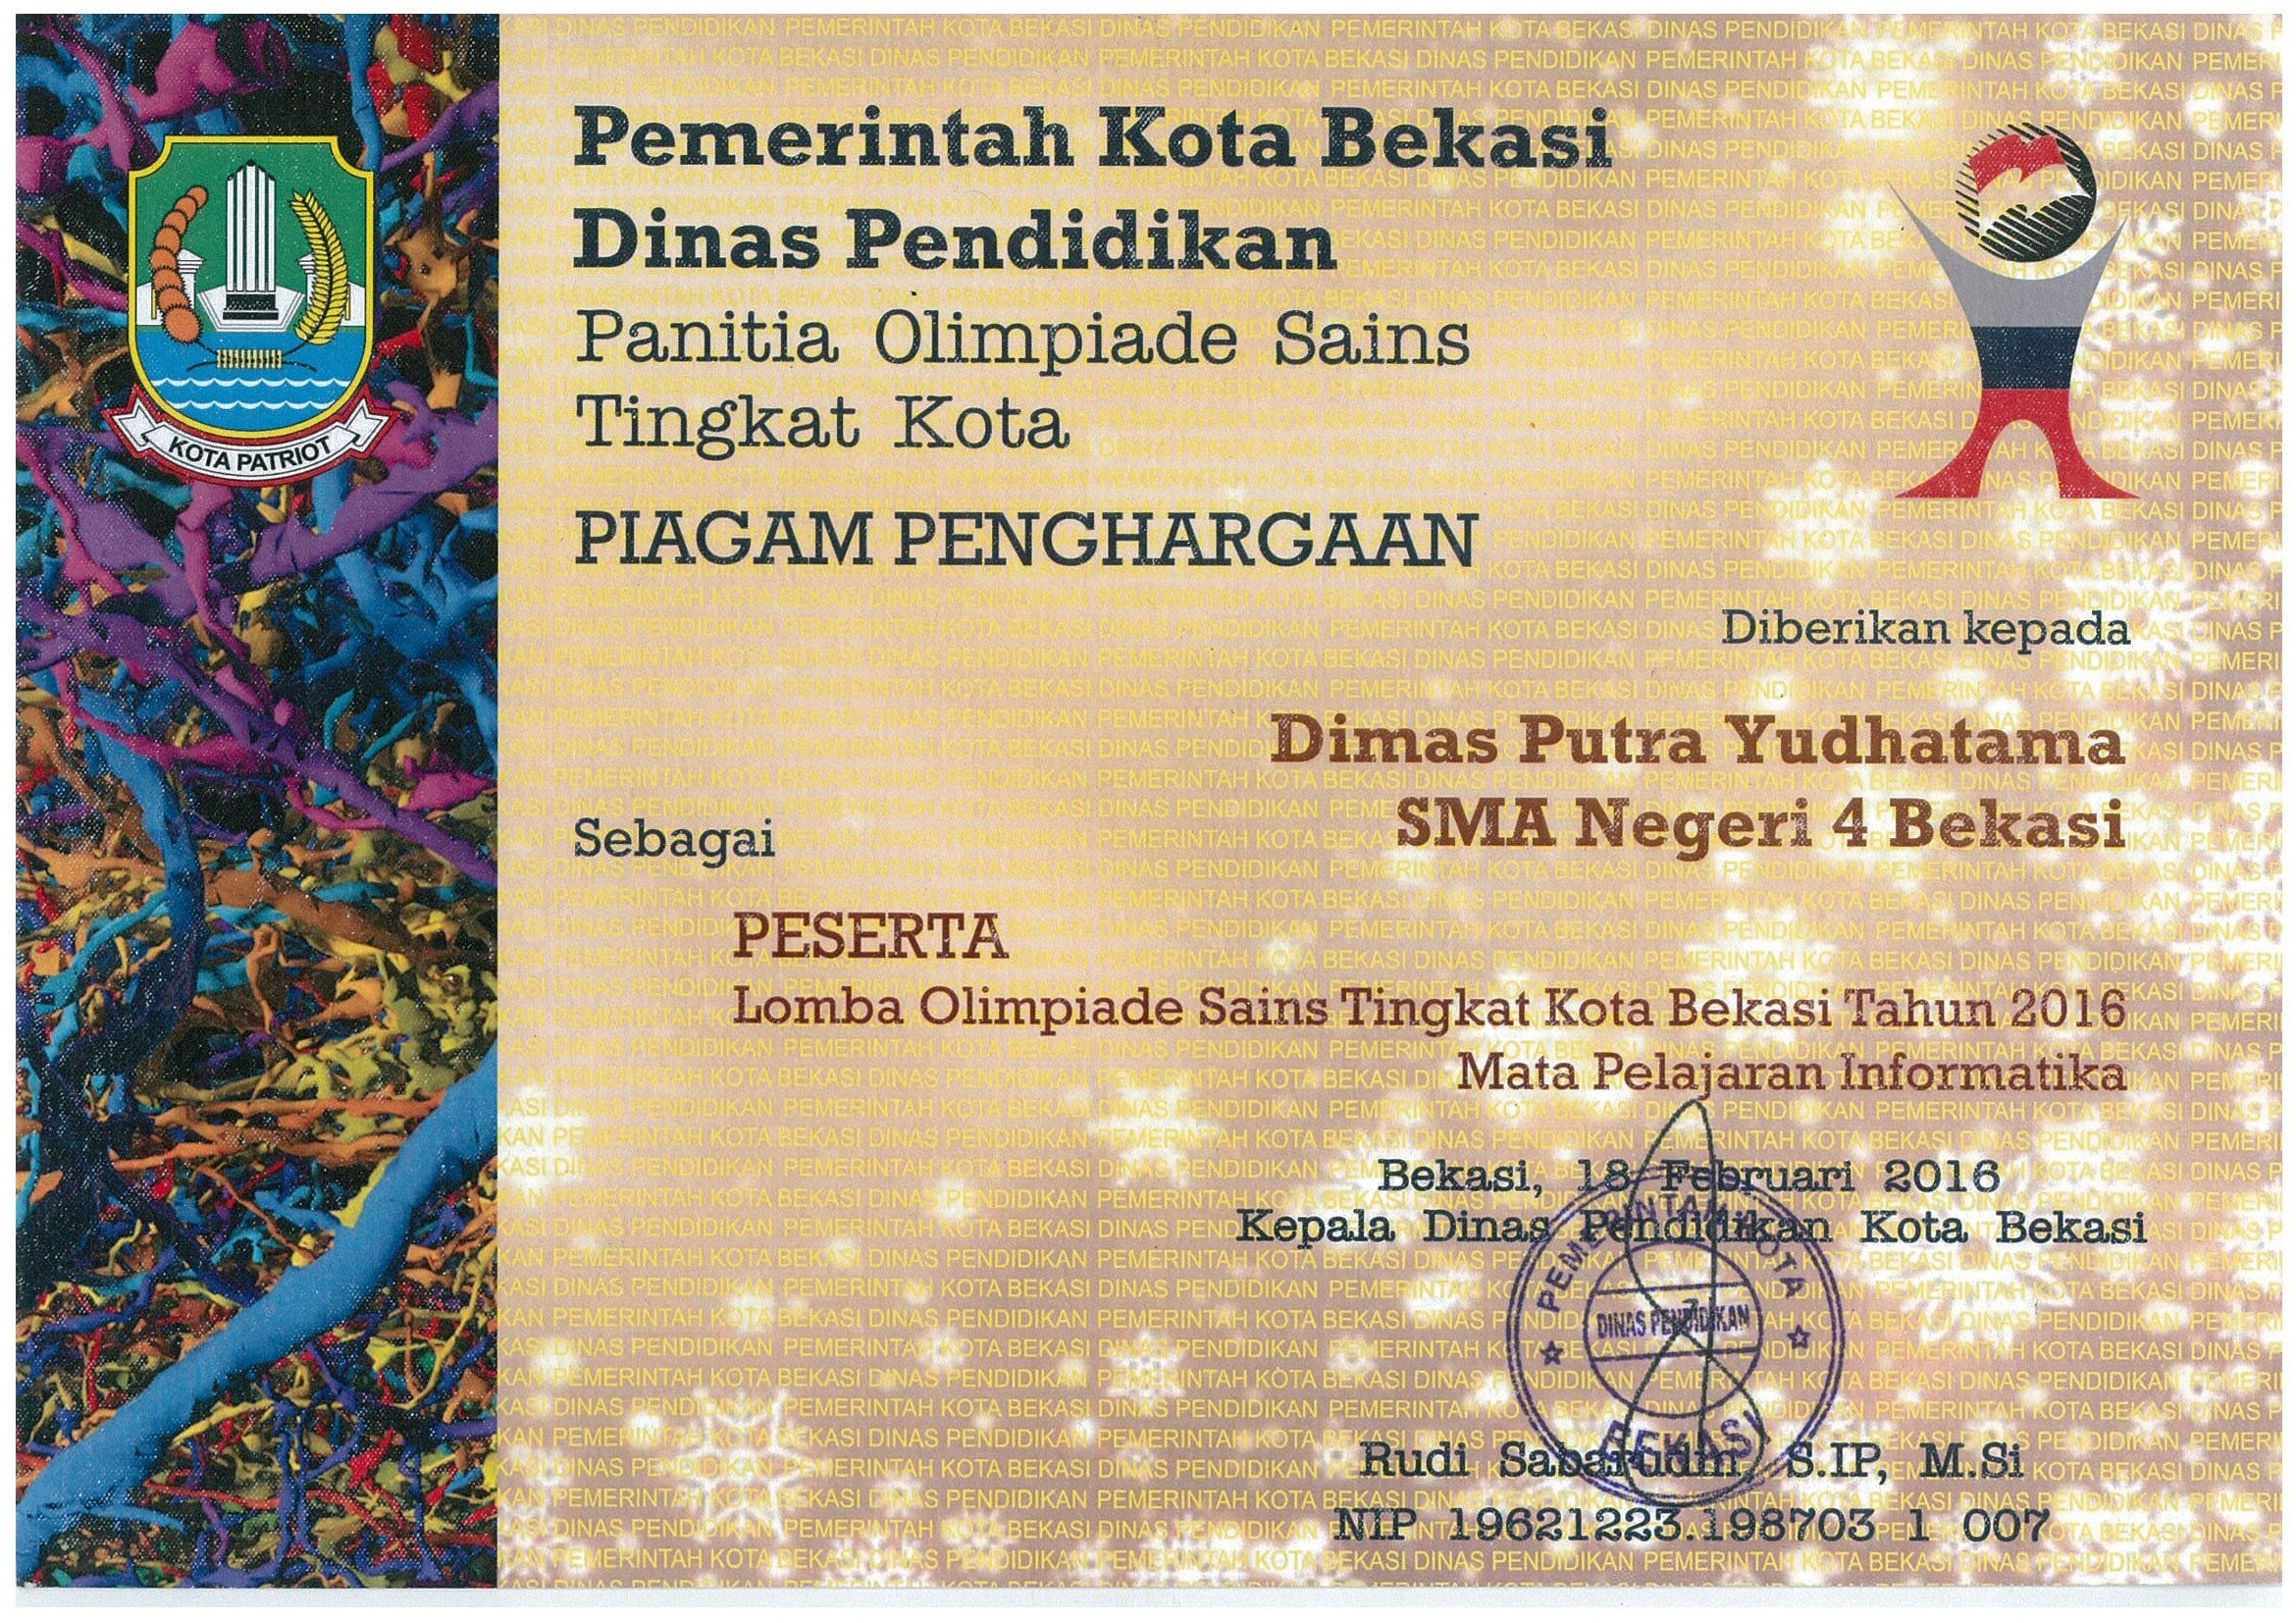 KOTA PATRIOT
Pemerintah Kota Bekasi
Dinas Pendidikan
Panitia Olimpiade Sains
Tingkat Kota
PIAGAM PENGHARGAAN
Diberikan kepada
Dimas Putra Yudhatama
SMA Negeri 4 Bekasi
Sebagai
PESERTA
Lomba Olimpiade Sains Tingkat Kota Bekasi Tahun 2016
Mata Pelajaran Informatika
Bekasi, 18 Februari 2016
Kepala Dinas Pendidikan Kota Bekasi
PEMERINTAH KOTA
DINAS PENDIDIKAN
BEKASI
Rudi Sabarudin, S.IP, M.Si
NIP 19621223.198703 1 007